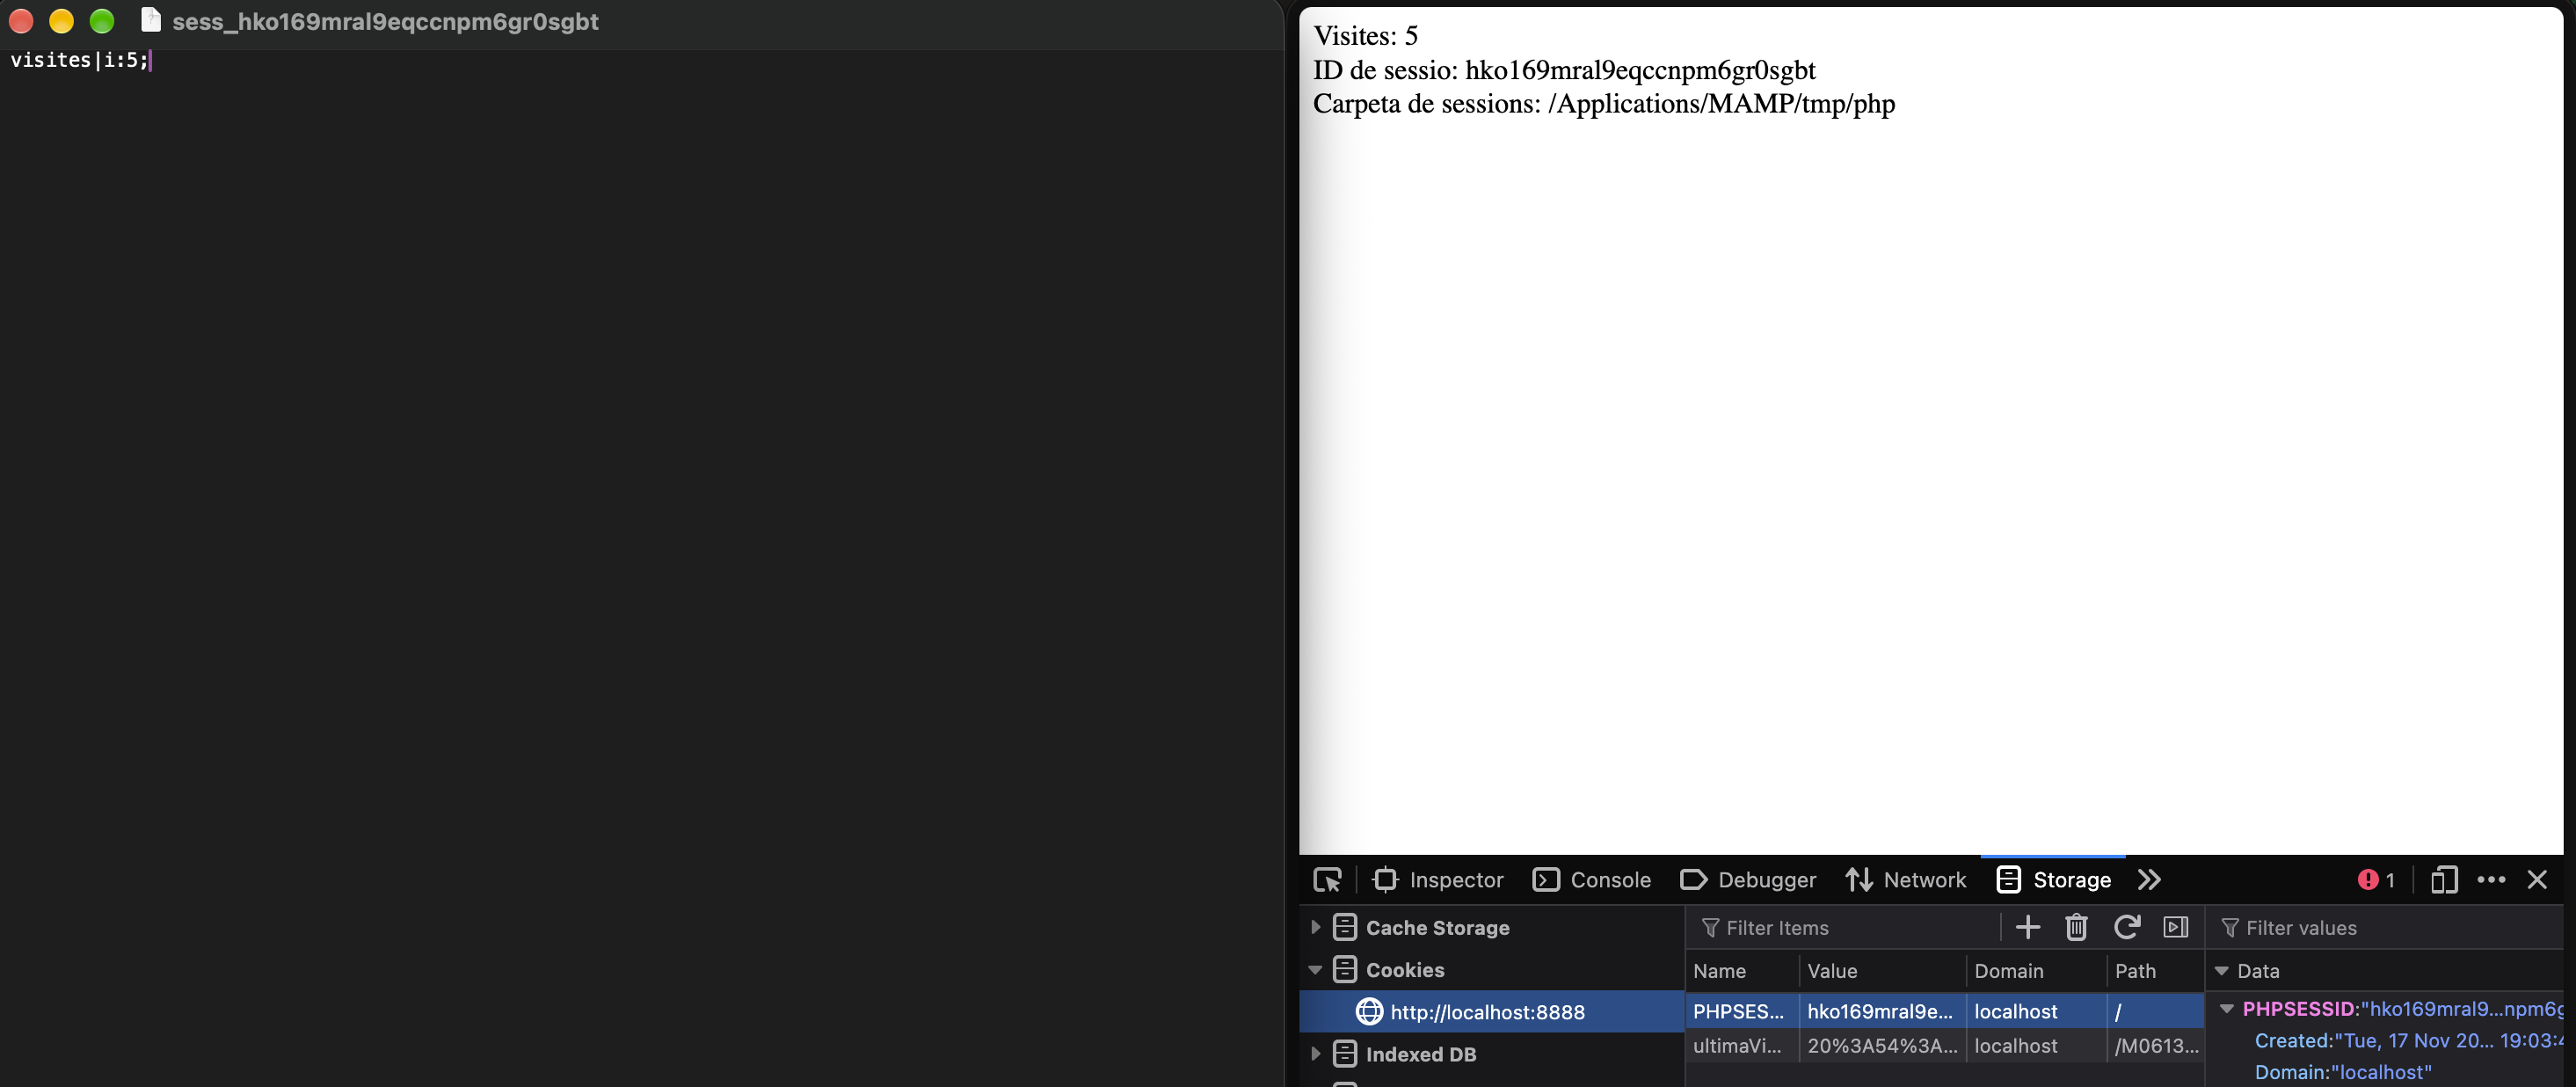 sess_hko169mral9eqccnpm6gr0sgbt
visites|i:5;
Visites: 5
ID de sessio: hko169mral9eqccnpm6gr0sgbt
Carpeta de sessions: /Applications/MAMP/tmp/php
Inspector Console Debugger Network Storage 1
Cache Storage
Cookies
http://localhost:8888
Indexed DB
Filter Items
Name Value Domain Path
PHPSES... hko169mral9e... localhost /
ultimaVi... 20%3A54%3A... localhost /M0613...
Filter values
Data
PHPSESSID:"hko169mral9...npm6g
Created:"Tue, 17 Nov 20... 19:03:4
Domain:"localhost"